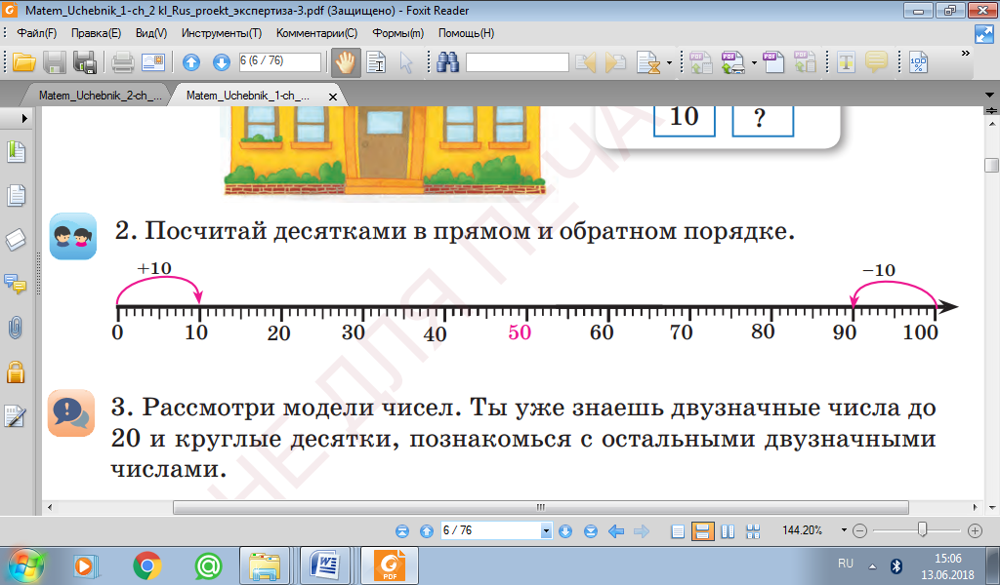 Matem_Uchebnik_1-ch_2 kl_Rus_proekt_экспертиза-3.pdf (Защищено) - Foxit Reader
Файл(F) Правка(E) Вид(V) Инструменты(T) Комментарии(C) Формы(m) Помощь(H)
6 (6 / 76)
Matem_Uchebnik_2-ch_... Matem_Uchebnik_1-ch_...
10 ?
2. Посчитай десятками в прямом и обратном порядке.
+10 −10
0 10 20 30 40 50 60 70 80 90 100
3. Рассмотри модели чисел. Ты уже знаешь двузначные числа до
20 и круглые десятки, познакомься с остальными двузначными
числами.
НЕ ДЛЯ ПЕЧА
6 / 76 144.20%
RU 15:06
13.06.2018